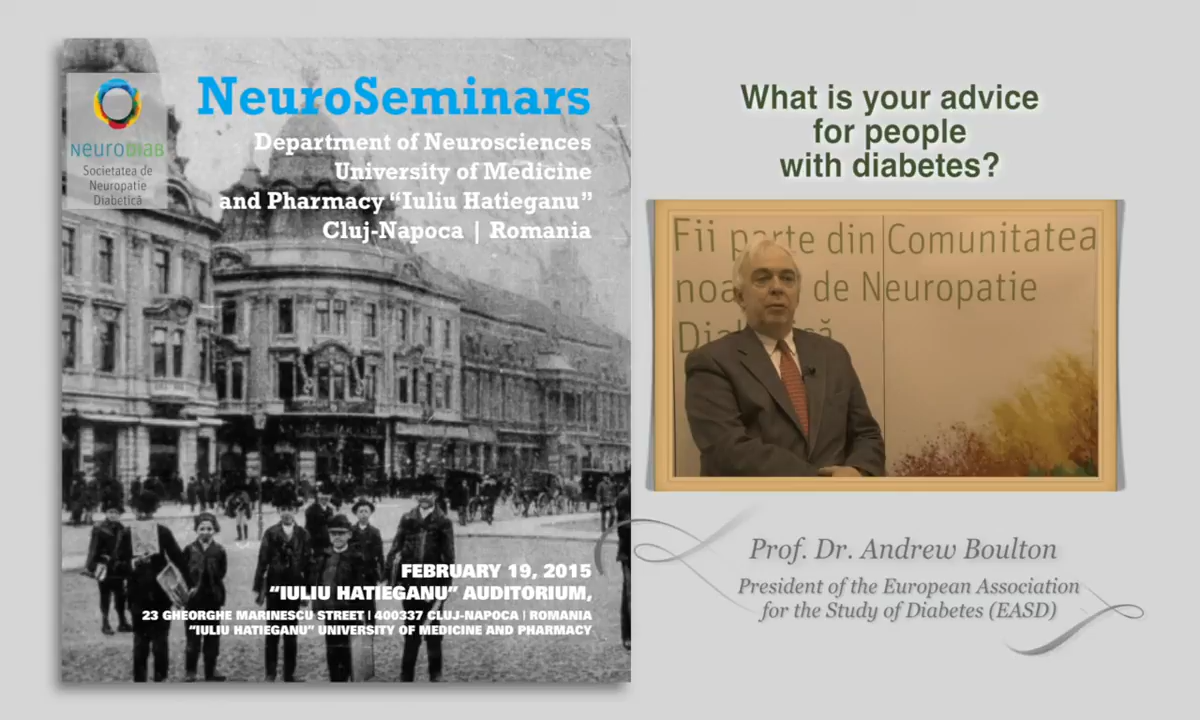 NeuroSeminars
neuroDIAB
Societatea de
Neuropatie
Diabetică
Department of Neurosciences
University of Medicine
and Pharmacy “Iuliu Hatieganu”
Cluj-Napoca | Romania
FEBRUARY 19, 2015
“IULIU HATIEGANU” AUDITORIUM,
23 GHEORGHE MARINESCU STREET | 400337 CLUJ-NAPOCA | ROMANIA
“IULIU HATIEGANU” UNIVERSITY OF MEDICINE AND PHARMACY
What is your advice
for people
with diabetes?
Fii parte din Comunitatea
de Neuropatie
Prof. Dr. Andrew Boulton
President of the European Association
for the Study of Diabetes (EASD)